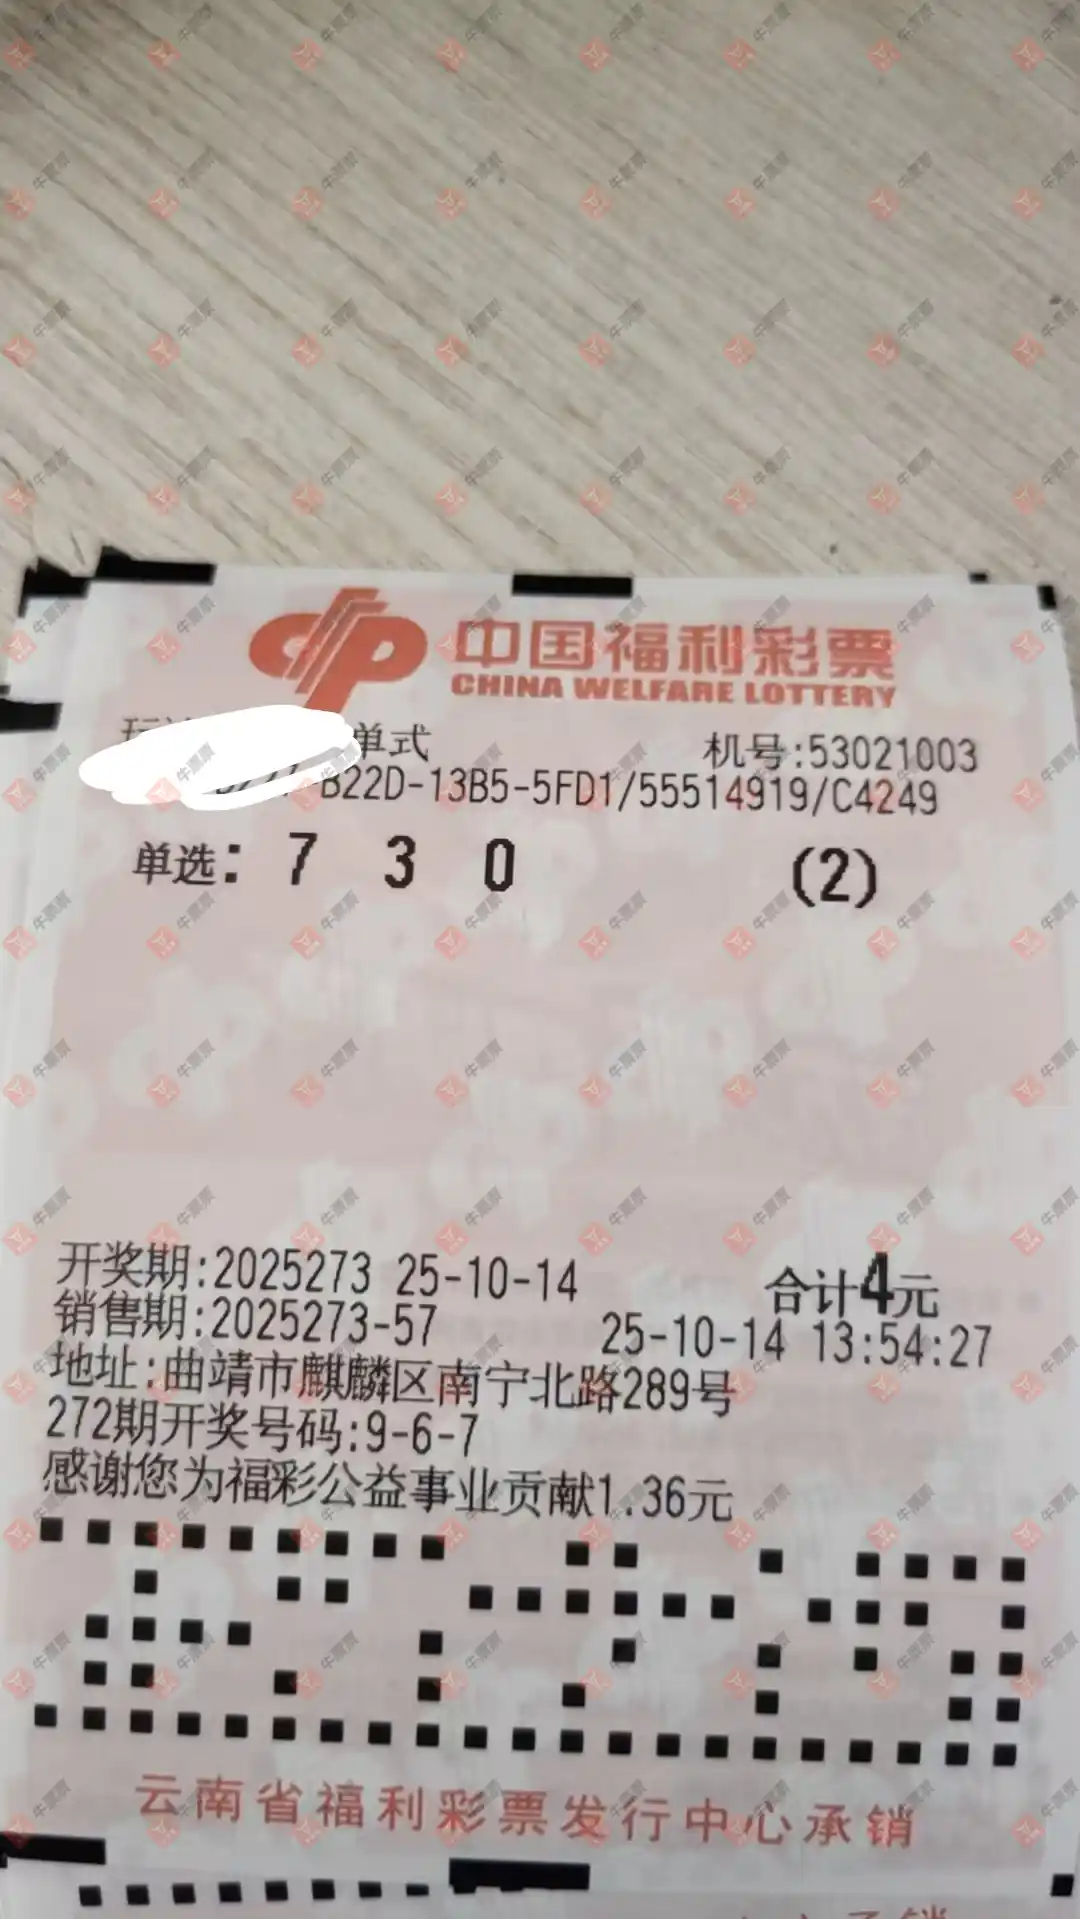 中国福利彩票
CHINA WELFARE LOTTERY
单式 机号:53021003
-B22D-13B5-5FD1/55514919/C4249
单选: 7 3 0 (2)
开奖期:2025273 25-10-14 合计4元
销售期:2025273-57 25-10-14 13:54:27
地址:曲靖市麒麟区南宁北路289号
272期开奖号码:9-6-7
感谢您为福彩公益事业贡献1.36元
云南省福利彩票发行中心承销
牛票票